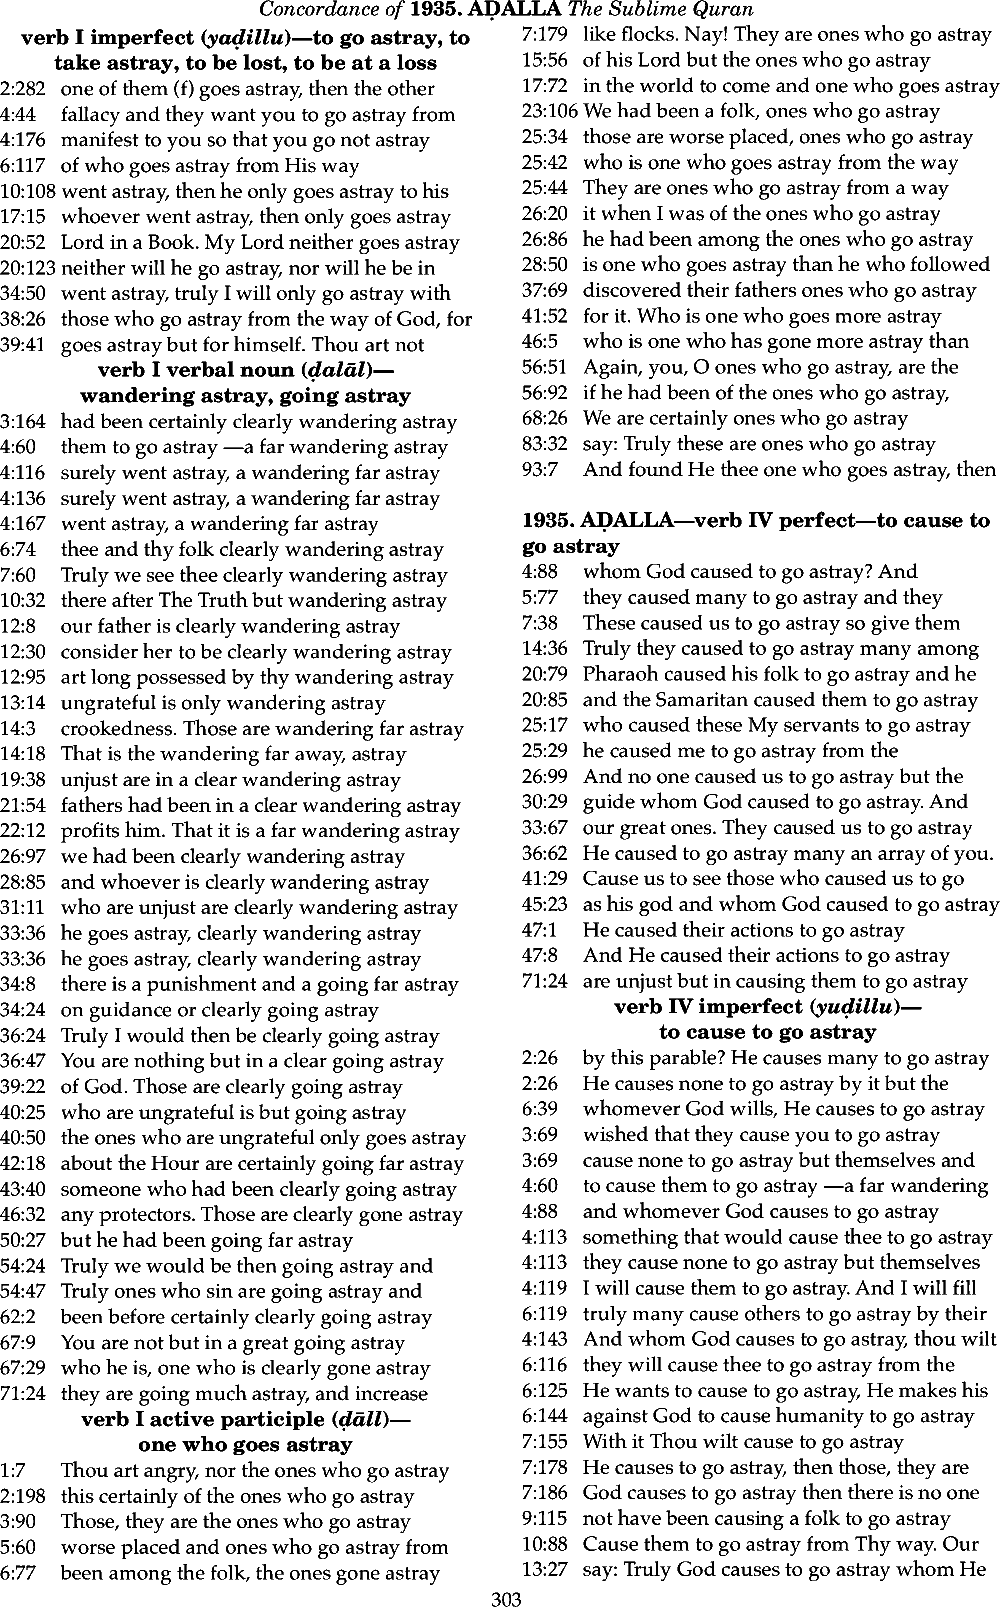 Concordance of 1935. AḌALLA The Sublime Quran
verb I imperfect (yaḍillu)—to go astray, to
take astray, to be lost, to be at a loss
2:282 one of them (f) goes astray, then the other
4:44 fallacy and they want you to go astray from
4:176 manifest to you so that you go not astray
6:117 of who goes astray from His way
10:108 went astray, then he only goes astray to his
17:15 whoever went astray, then only goes astray
20:52 Lord in a Book. My Lord neither goes astray
20:123 neither will he go astray, nor will he be in
34:50 went astray, truly I will only go astray with
38:26 those who go astray from the way of God, for
39:41 goes astray but for himself. Thou art not
verb I verbal noun (ḍalāl)—
wandering astray, going astray
3:164 had been certainly clearly wandering astray
4:60 them to go astray —a far wandering astray
4:116 surely went astray, a wandering far astray
4:136 surely went astray, a wandering far astray
4:167 went astray, a wandering far astray
6:74 thee and thy folk clearly wandering astray
7:60 Truly we see thee clearly wandering astray
10:32 there after The Truth but wandering astray
12:8 our father is clearly wandering astray
12:30 consider her to be clearly wandering astray
12:95 art long possessed by thy wandering astray
13:14 ungrateful is only wandering astray
14:3 crookedness. Those are wandering far astray
14:18 That is the wandering far away, astray
19:38 unjust are in a clear wandering astray
21:54 fathers had been in a clear wandering astray
22:12 profits him. That it is a far wandering astray
26:97 we had been clearly wandering astray
28:85 and whoever is clearly wandering astray
31:11 who are unjust are clearly wandering astray
33:36 he goes astray, clearly wandering astray
33:36 he goes astray, clearly wandering astray
34:8 there is a punishment and a going far astray
34:24 on guidance or clearly going astray
36:24 Truly I would then be clearly going astray
36:47 You are nothing but in a clear going astray
39:22 of God. Those are clearly going astray
40:25 who are ungrateful is but going astray
40:50 the ones who are ungrateful only goes astray
42:18 about the Hour are certainly going far astray
43:40 someone who had been clearly going astray
46:32 any protectors. Those are clearly gone astray
50:27 but he had been going far astray
54:24 Truly we would be then going astray and
54:47 Truly ones who sin are going astray and
62:2 been before certainly clearly going astray
67:9 You are not but in a great going astray
67:29 who he is, one who is clearly gone astray
71:24 they are going much astray, and increase
verb I active participle (ḍāll)—
one who goes astray
1:7 Thou art angry, nor the ones who go astray
2:198 this certainly of the ones who go astray
3:90 Those, they are the ones who go astray
5:60 worse placed and ones who go astray from
6:77 been among the folk, the ones gone astray
7:179 like flocks. Nay! They are ones who go astray
15:56 of his Lord but the ones who go astray
17:72 in the world to come and one who goes astray
23:106 We had been a folk, ones who go astray
25:34 those are worse placed, ones who go astray
25:42 who is one who goes astray from the way
25:44 They are ones who go astray from a way
26:20 it when I was of the ones who go astray
26:86 he had been among the ones who go astray
28:50 is one who goes astray than he who followed
37:69 discovered their fathers ones who go astray
41:52 for it. Who is one who goes more astray
46:5 who is one who has gone more astray than
56:51 Again, you, O ones who go astray, are the
56:92 if he had been of the ones who go astray,
68:26 We are certainly ones who go astray
83:32 say: Truly these are ones who go astray
93:7 And found He thee one who goes astray, then
1935. AḌALLA—verb IV perfect—to cause to
go astray
4:88 whom God caused to go astray? And
5:77 they caused many to go astray and they
7:38 These caused us to go astray so give them
14:36 Truly they caused to go astray many among
20:79 Pharaoh caused his folk to go astray and he
20:85 and the Samaritan caused them to go astray
25:17 who caused these My servants to go astray
25:29 he caused me to go astray from the
26:99 And no one caused us to go astray but the
30:29 guide whom God caused to go astray. And
33:67 our great ones. They caused us to go astray
36:62 He caused to go astray many an array of you.
41:29 Cause us to see those who caused us to go
45:23 as his god and whom God caused to go astray
47:1 He caused their actions to go astray
47:8 And He caused their actions to go astray
71:24 are unjust but in causing them to go astray
verb IV imperfect (yuḍillu)—
to cause to go astray
2:26 by this parable? He causes many to go astray
2:26 He causes none to go astray by it but the
6:39 whomever God wills, He causes to go astray
3:69 wished that they cause you to go astray
3:69 cause none to go astray but themselves and
4:60 to cause them to go astray —a far wandering
4:88 and whomever God causes to go astray
4:113 something that would cause thee to go astray
4:113 they cause none to go astray but themselves
4:119 I will cause them to go astray. And I will fill
6:119 truly many cause others to go astray by their
4:143 And whom God causes to go astray, thou wilt
6:116 they will cause thee to go astray from the
6:125 He wants to cause to go astray, He makes his
6:144 against God to cause humanity to go astray
7:155 With it Thou wilt cause to go astray
7:178 He causes to go astray, then those, they are
7:186 God causes to go astray then there is no one
9:115 not have been causing a folk to go astray
10:88 Cause them to go astray from Thy way. Our
13:27 say: Truly God causes to go astray whom He
303